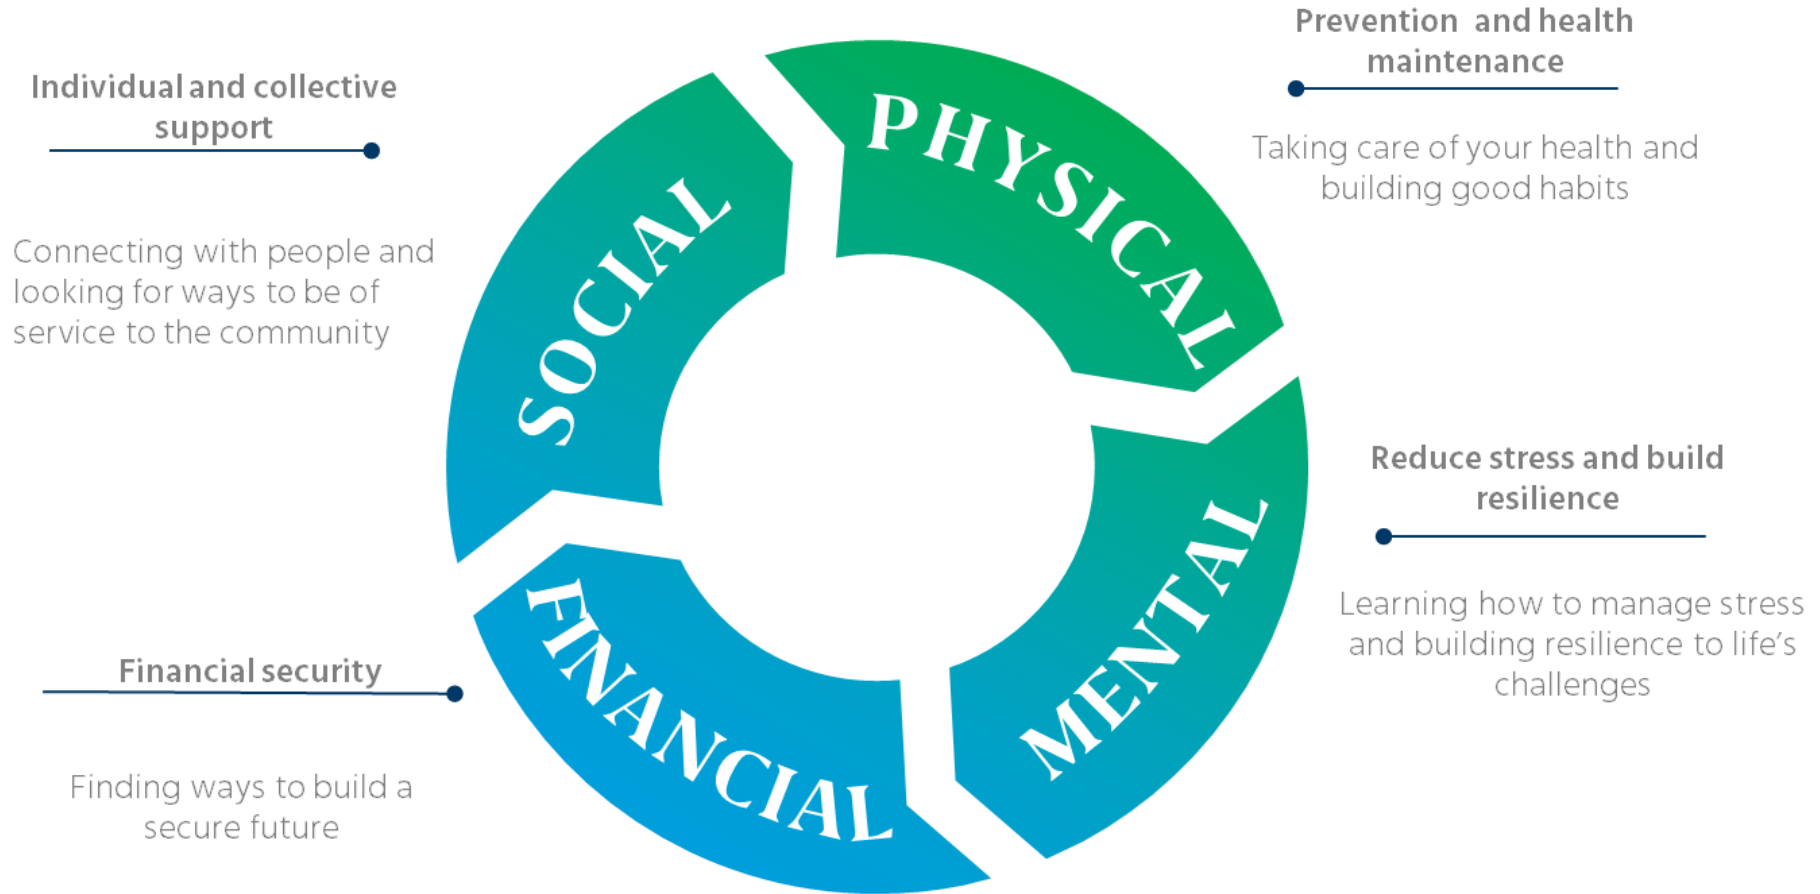 Prevention and health
maintenance
Taking care of your health and
building good habits
Individual and collective
support
Connecting with people and
looking for ways to be of
service to the community
PHYSICAL
SOCIAL
MENTAL
FINANCIAL
Reduce stress and build
resilience
Learning how to manage stress
and building resilience to life’s
challenges
Financial security
Finding ways to build a
secure future